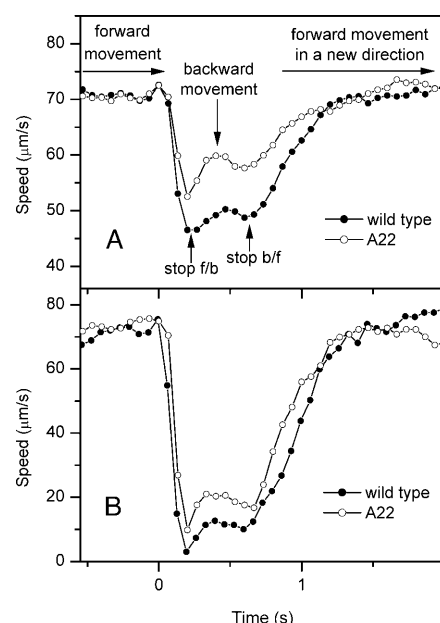 80
70
60
50
40
Speed (μm/s)
forward
movement
backward
movement
forward movement
in a new direction
A
stop f/b
stop b/f
wild type
A22
80
60
40
20
0
Speed (μm/s)
B
wild type
A22
0
1
Time (s)